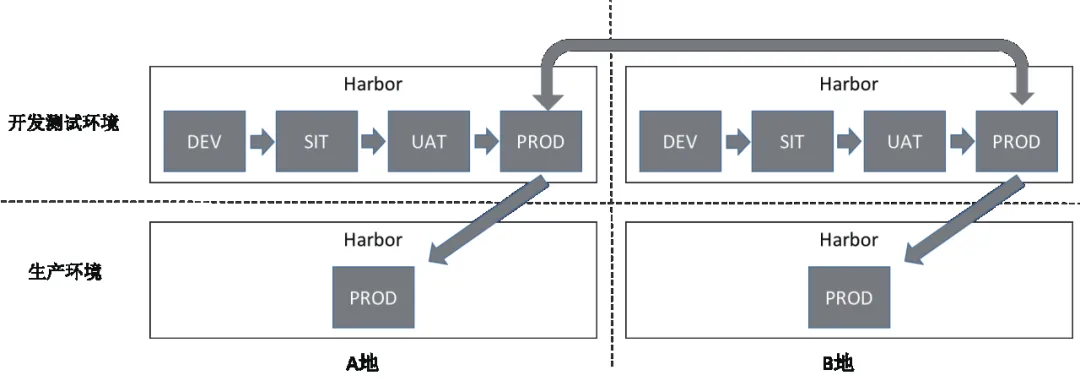 Harbor
Harbor
开发测试环境
DEV
SIT
UAT
PROD
DEV
SIT
UAT
PROD
Harbor
Harbor
生产环境
PROD
PROD
A地
B地